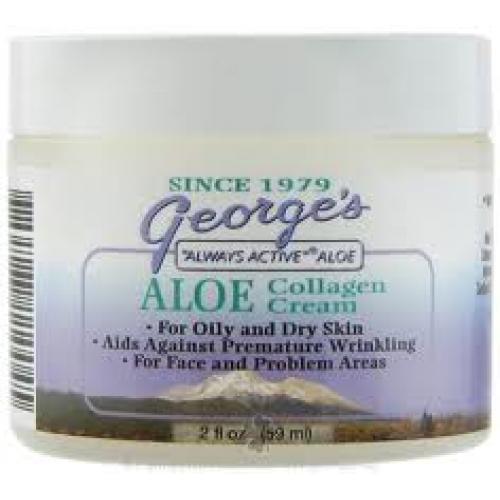 SINCE 1979
George's
"ALWAYS ACTIVE"® ALOE
ALOE Collagen
Cream
• For Oily and Dry Skin
• Aids Against Premature Wrinkling
• For Face and Problem Areas
2 fl oz (59 ml)